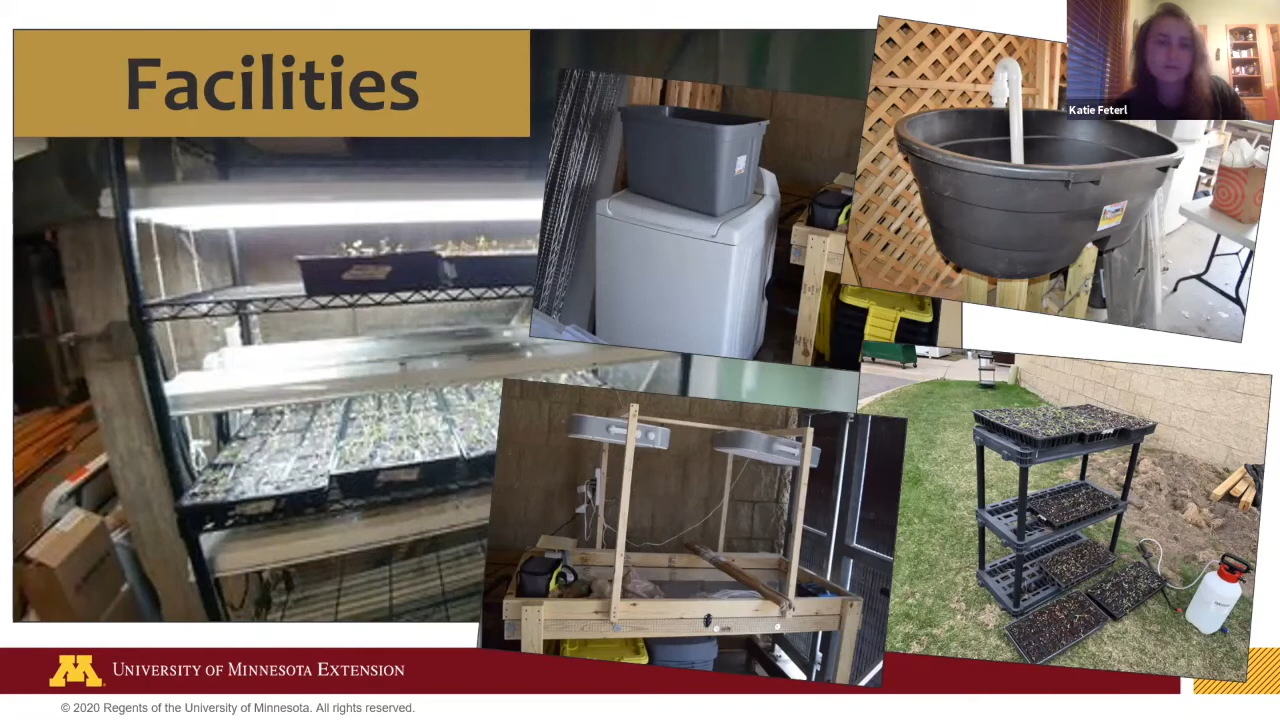 Facilities
Katie Feterl
UNIVERSITY OF MINNESOTA EXTENSION
© 2020 Regents of the University of Minnesota. All rights reserved.